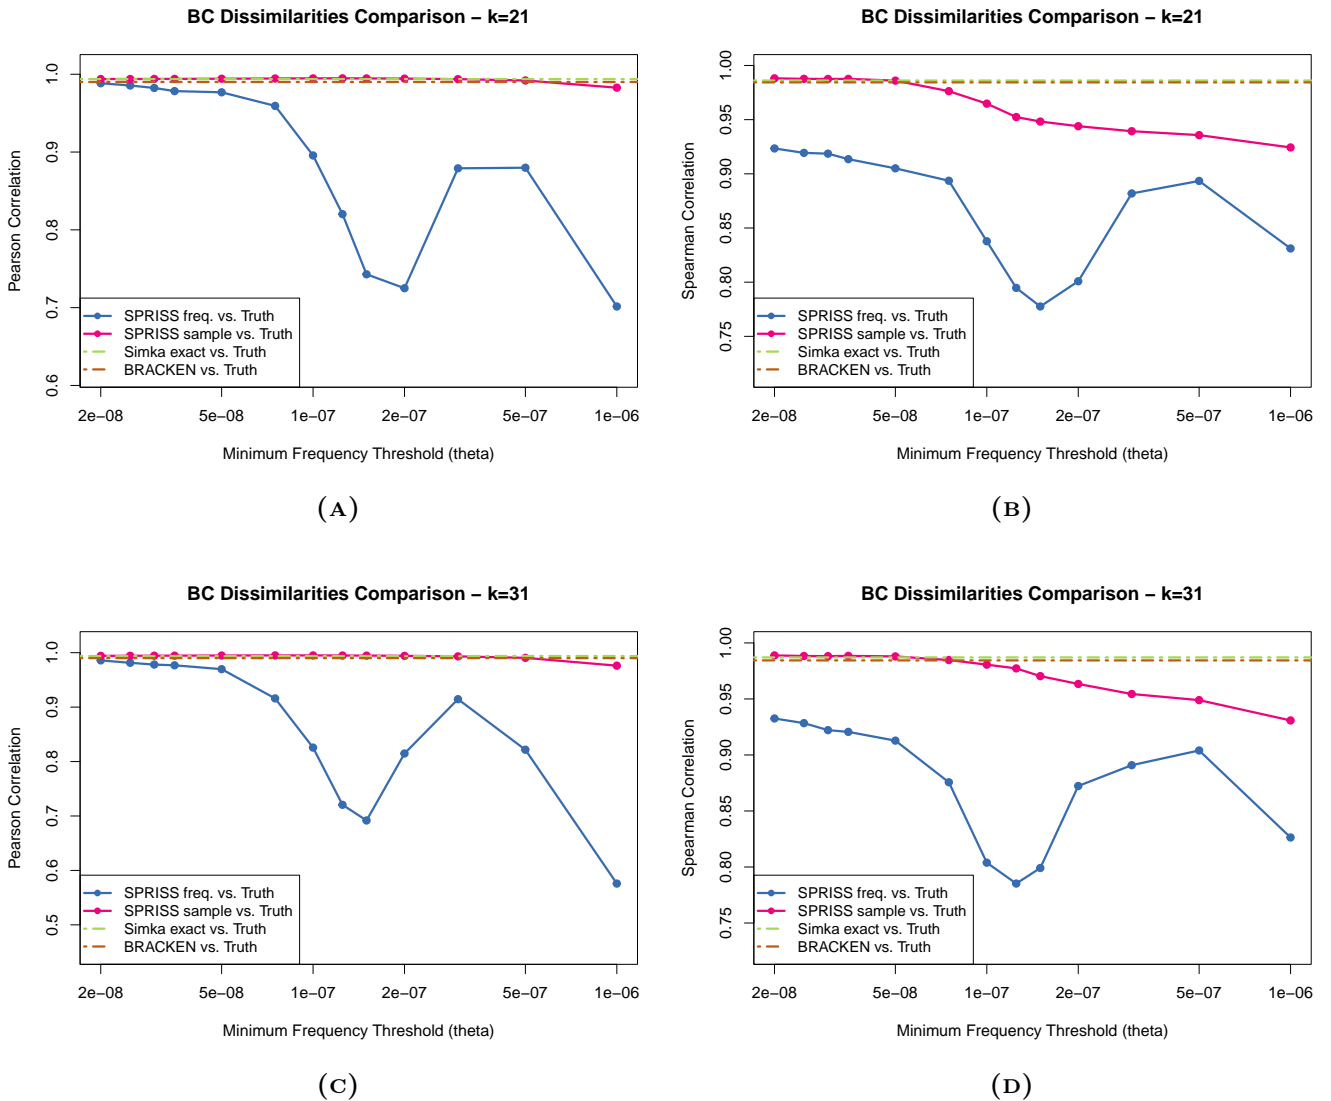 BC Dissimilarities Comparison – k=21
Pearson Correlation
1.0
0.9
0.8
0.7
0.6
SPRISS freq. vs. Truth
SPRISS sample vs. Truth
Simka exact vs. Truth
BRACKEN vs. Truth
2e−08 5e−08 1e−07 2e−07 5e−07 1e−06
Minimum Frequency Threshold (theta)
(A)
BC Dissimilarities Comparison – k=21
Spearman Correlation
1.00
0.95
0.90
0.85
0.80
0.75
SPRISS freq. vs. Truth
SPRISS sample vs. Truth
Simka exact vs. Truth
BRACKEN vs. Truth
2e−08 5e−08 1e−07 2e−07 5e−07 1e−06
Minimum Frequency Threshold (theta)
(B)
BC Dissimilarities Comparison – k=31
Pearson Correlation
1.0
0.9
0.8
0.7
0.6
0.5
SPRISS freq. vs. Truth
SPRISS sample vs. Truth
Simka exact vs. Truth
BRACKEN vs. Truth
2e−08 5e−08 1e−07 2e−07 5e−07 1e−06
Minimum Frequency Threshold (theta)
(C)
BC Dissimilarities Comparison – k=31
Spearman Correlation
1.00
0.95
0.90
0.85
0.80
0.75
SPRISS freq. vs. Truth
SPRISS sample vs. Truth
Simka exact vs. Truth
BRACKEN vs. Truth
2e−08 5e−08 1e−07 2e−07 5e−07 1e−06
Minimum Frequency Threshold (theta)
(D)